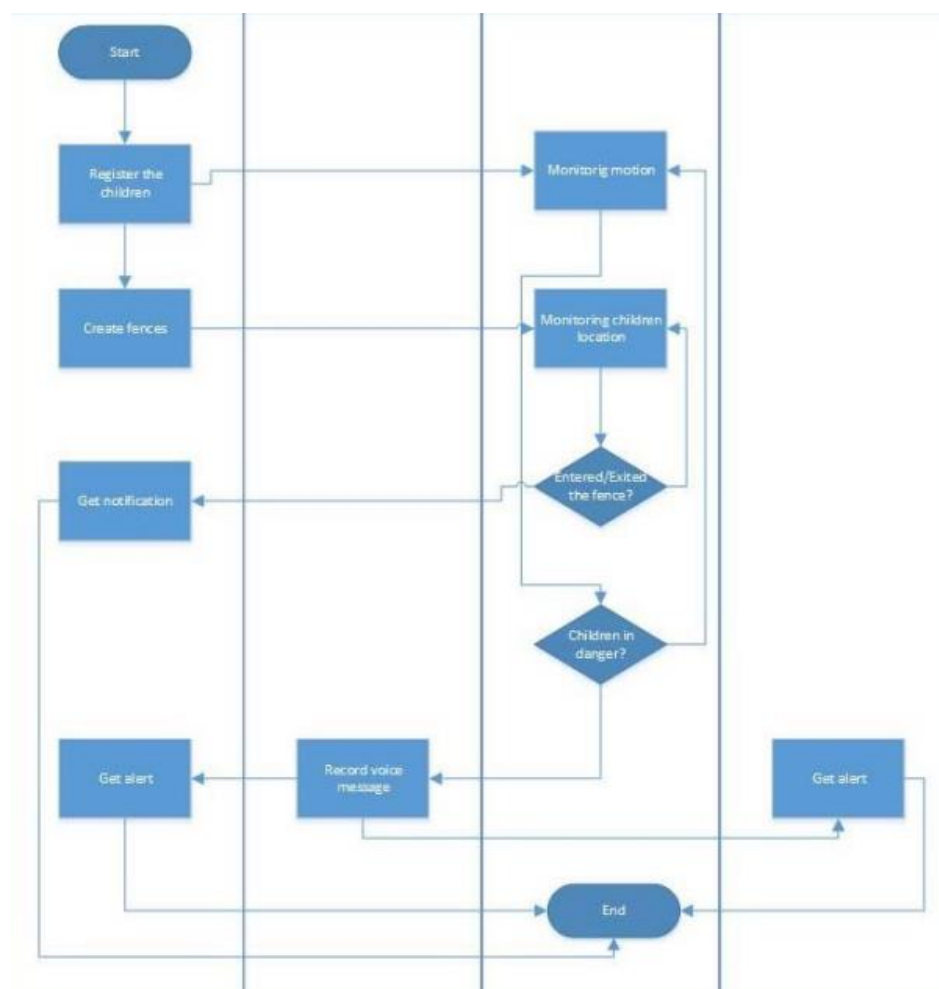 Start
Register the
children
Monitorig motion
Create fences
Monitoring children
location
Entered/Exited
the fence?
Get notification
Children in
danger?
Get alert
Record voice
message
Get alert
End